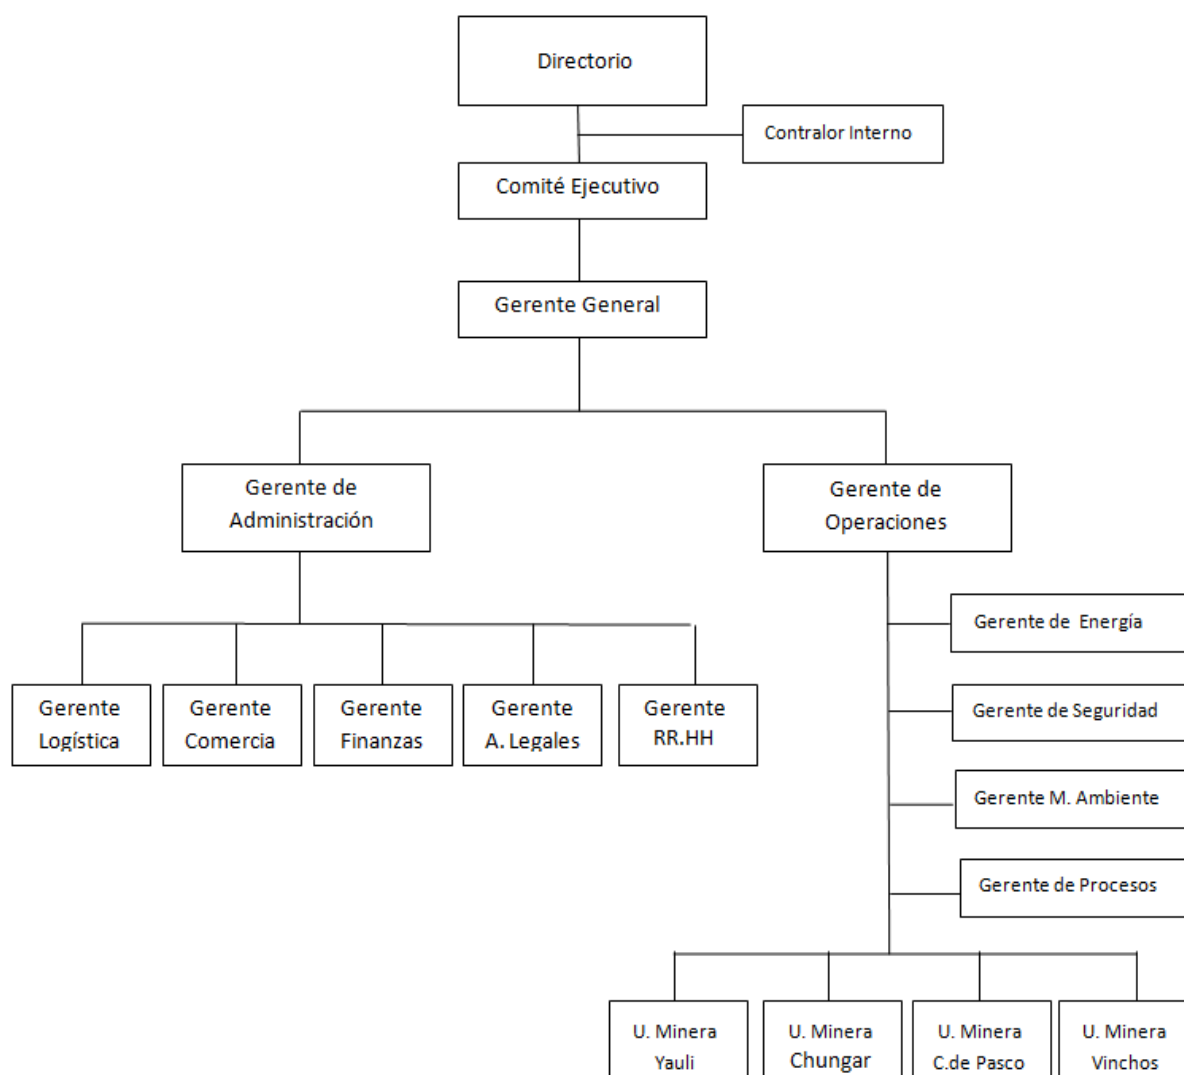 Directorio
Contralor Interno
Comité Ejecutivo
Gerente General
Gerente de
Administración
Gerente de
Operaciones
Gerente de Energía
Gerente de Seguridad
Gerente M. Ambiente
Gerente de Procesos
Gerente
Logística
Gerente
Comercia
Gerente
Finanzas
Gerente
A. Legales
Gerente
RR.HH
U. Minera
Yauli
U. Minera
Chungar
U. Minera
C.de Pasco
U. Minera
Vinchos